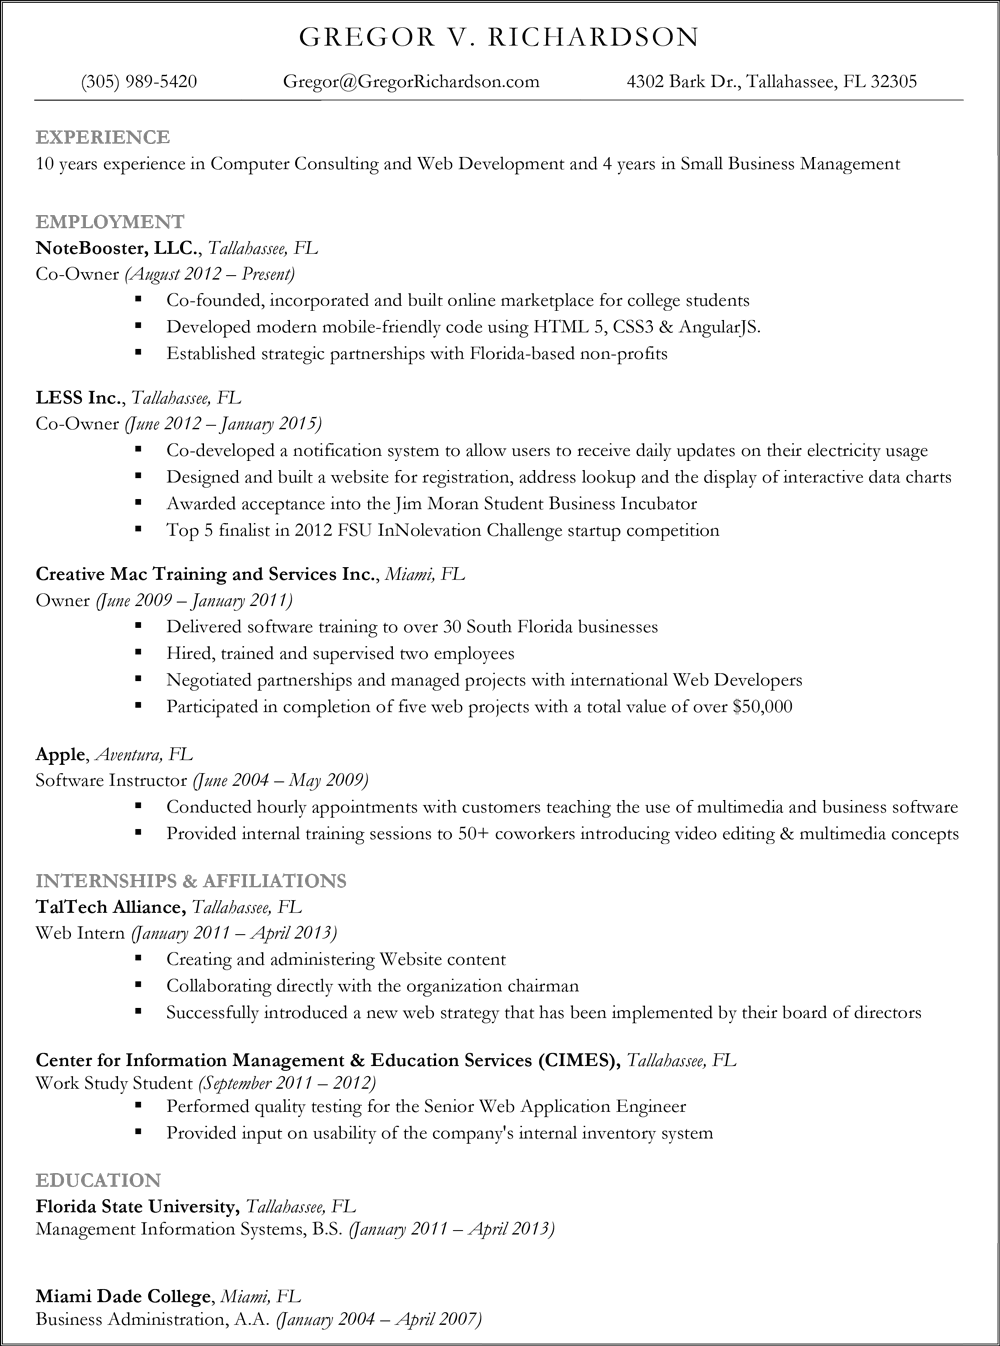 GREGOR V. RICHARDSON
(305) 989-5420 Gregor@GregorRichardson.com 4302 Bark Dr., Tallahassee, FL 32305
EXPERIENCE
10 years experience in Computer Consulting and Web Development and 4 years in Small Business Management
EMPLOYMENT
NoteBooster, LLC., Tallahassee, FL
Co-Owner (August 2012 – Present)
▪ Co-founded, incorporated and built online marketplace for college students
▪ Developed modern mobile-friendly code using HTML 5, CSS3 & AngularJS.
▪ Established strategic partnerships with Florida-based non-profits
LESS Inc., Tallahassee, FL
Co-Owner (June 2012 – January 2015)
▪ Co-developed a notification system to allow users to receive daily updates on their electricity usage
▪ Designed and built a website for registration, address lookup and the display of interactive data charts
▪ Awarded acceptance into the Jim Moran Student Business Incubator
▪ Top 5 finalist in 2012 FSU InNolevation Challenge startup competition
Creative Mac Training and Services Inc., Miami, FL
Owner (June 2009 – January 2011)
▪ Delivered software training to over 30 South Florida businesses
▪ Hired, trained and supervised two employees
▪ Negotiated partnerships and managed projects with international Web Developers
▪ Participated in completion of five web projects with a total value of over $50,000
Apple, Aventura, FL
Software Instructor (June 2004 – May 2009)
▪ Conducted hourly appointments with customers teaching the use of multimedia and business software
▪ Provided internal training sessions to 50+ coworkers introducing video editing & multimedia concepts
INTERNSHIPS & AFFILIATIONS
TalTech Alliance, Tallahassee, FL
Web Intern (January 2011 – April 2013)
▪ Creating and administering Website content
▪ Collaborating directly with the organization chairman
▪ Successfully introduced a new web strategy that has been implemented by their board of directors
Center for Information Management & Education Services (CIMES), Tallahassee, FL
Work Study Student (September 2011 – 2012)
▪ Performed quality testing for the Senior Web Application Engineer
▪ Provided input on usability of the company's internal inventory system
EDUCATION
Florida State University, Tallahassee, FL
Management Information Systems, B.S. (January 2011 – April 2013)
Miami Dade College, Miami, FL
Business Administration, A.A. (January 2004 – April 2007)